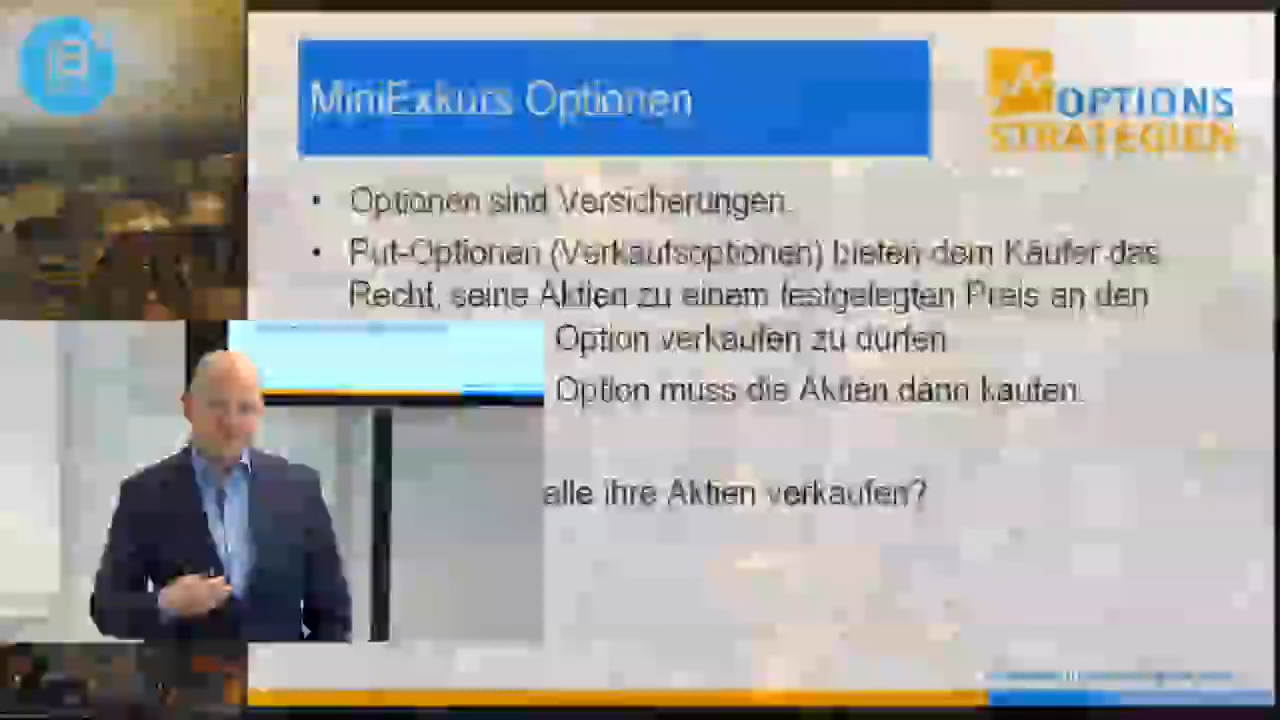 MiniExkurs Optionen
OPTIONS
STRATEGIEN
• Optionen sind Versicherungen.
• Put-Optionen (Verkaufsoptionen) bieten dem Käufer das
Recht, seine Aktien zu einem festgelegten Preis an den
Option verkaufen zu dürfen
Option muss die Aktien dann kaufen.
alle ihre Aktien verkaufen?